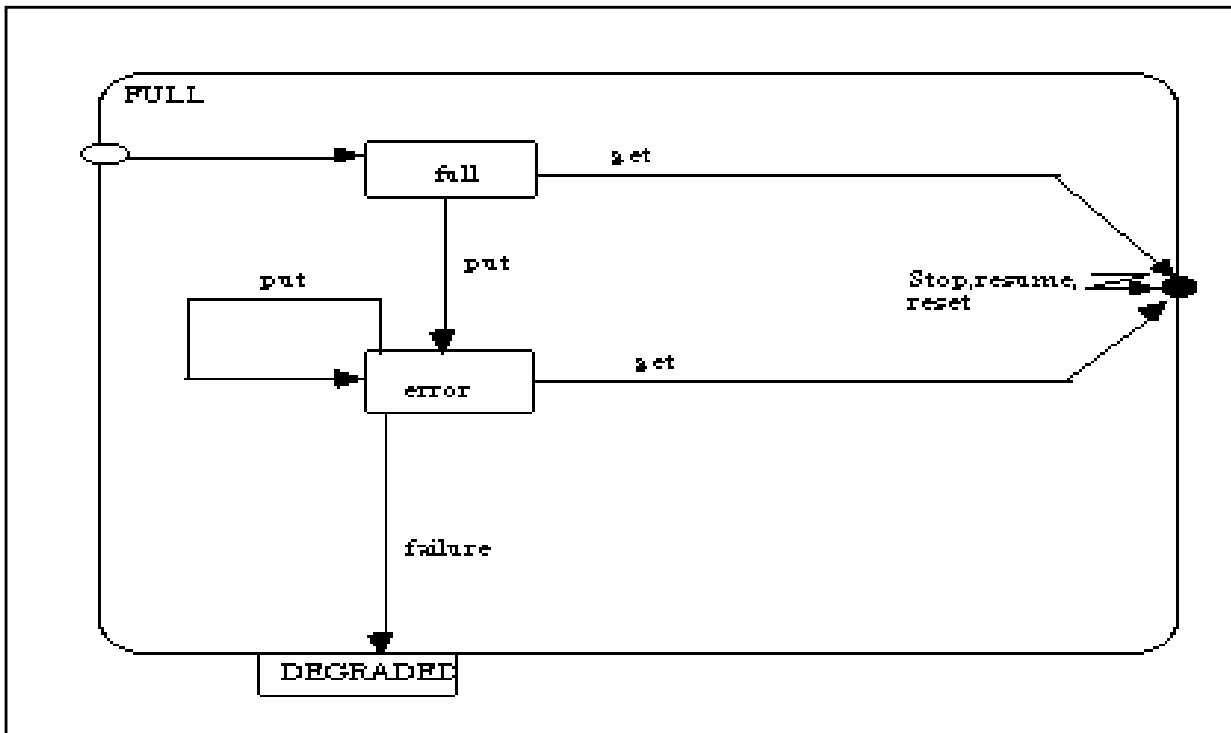 FULL
get
full
put
put
Stop,resume,
reset
get
error
failure
DEGRADED